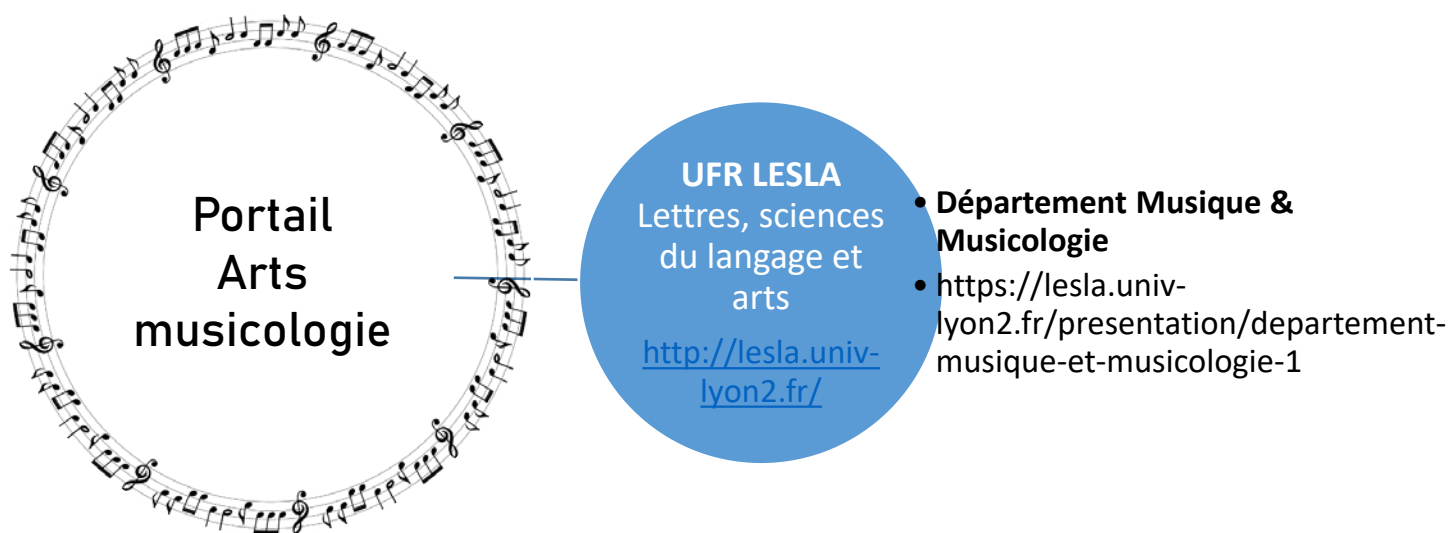 Portail
Arts
musicologie
UFR LESLA
Lettres, sciences
du langage et
arts
http://lesla.univ-
lyon2.fr/
• Département Musique &
Musicologie
• https://lesla.univ-
lyon2.fr/presentation/departement-
musique-et-musicologie-1